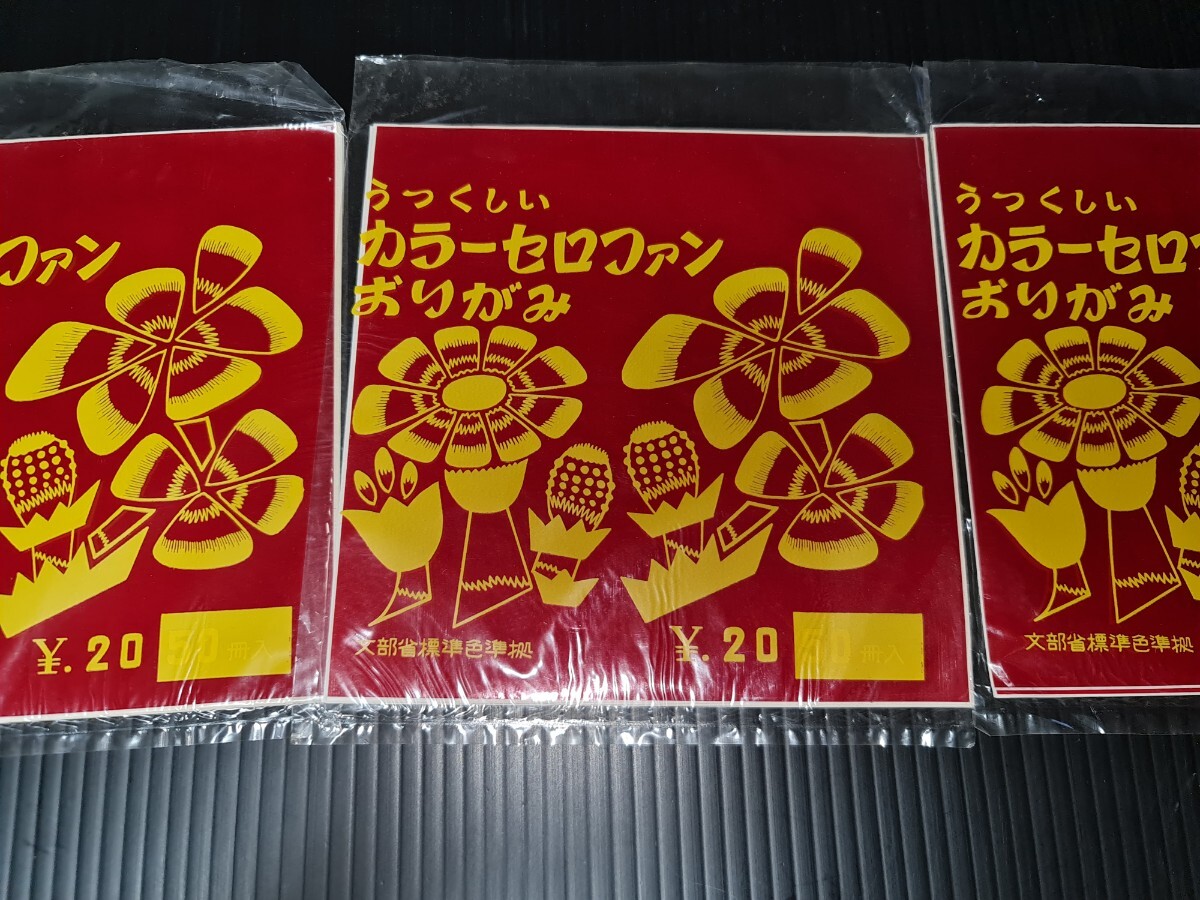 ファン
¥.20 50 冊入
うつくしい
カラーセロファン
おりがみ
文部省標準色準拠 ¥.20 50 冊入
うつくしい
カラーセロフ
おりがみ
文部省標準色準拠